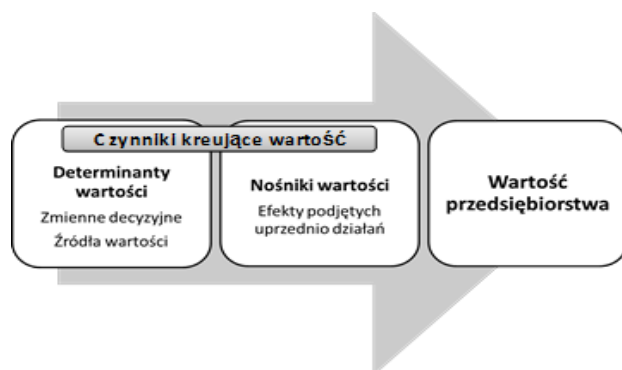 Czynniki kreujące wartość
Determinanty
wartości
Zmienne decyzyjne
Źródła wartości
Nośniki wartości
Efekty podjętych
uprzednio działań
Wartość
przedsiębiorstwa